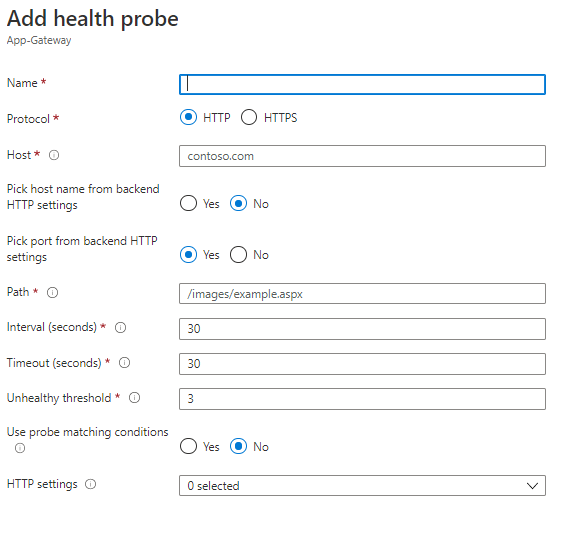 Add health probe
App-Gateway
Name *
Protocol * HTTP HTTPS
Host * contoso.com
Pick host name from backend
HTTP settings Yes No
Pick port from backend HTTP
settings Yes No
Path * /images/example.aspx
Interval (seconds) * 30
Timeout (seconds) * 30
Unhealthy threshold * 3
Use probe matching conditions
Yes No
HTTP settings 0 selected